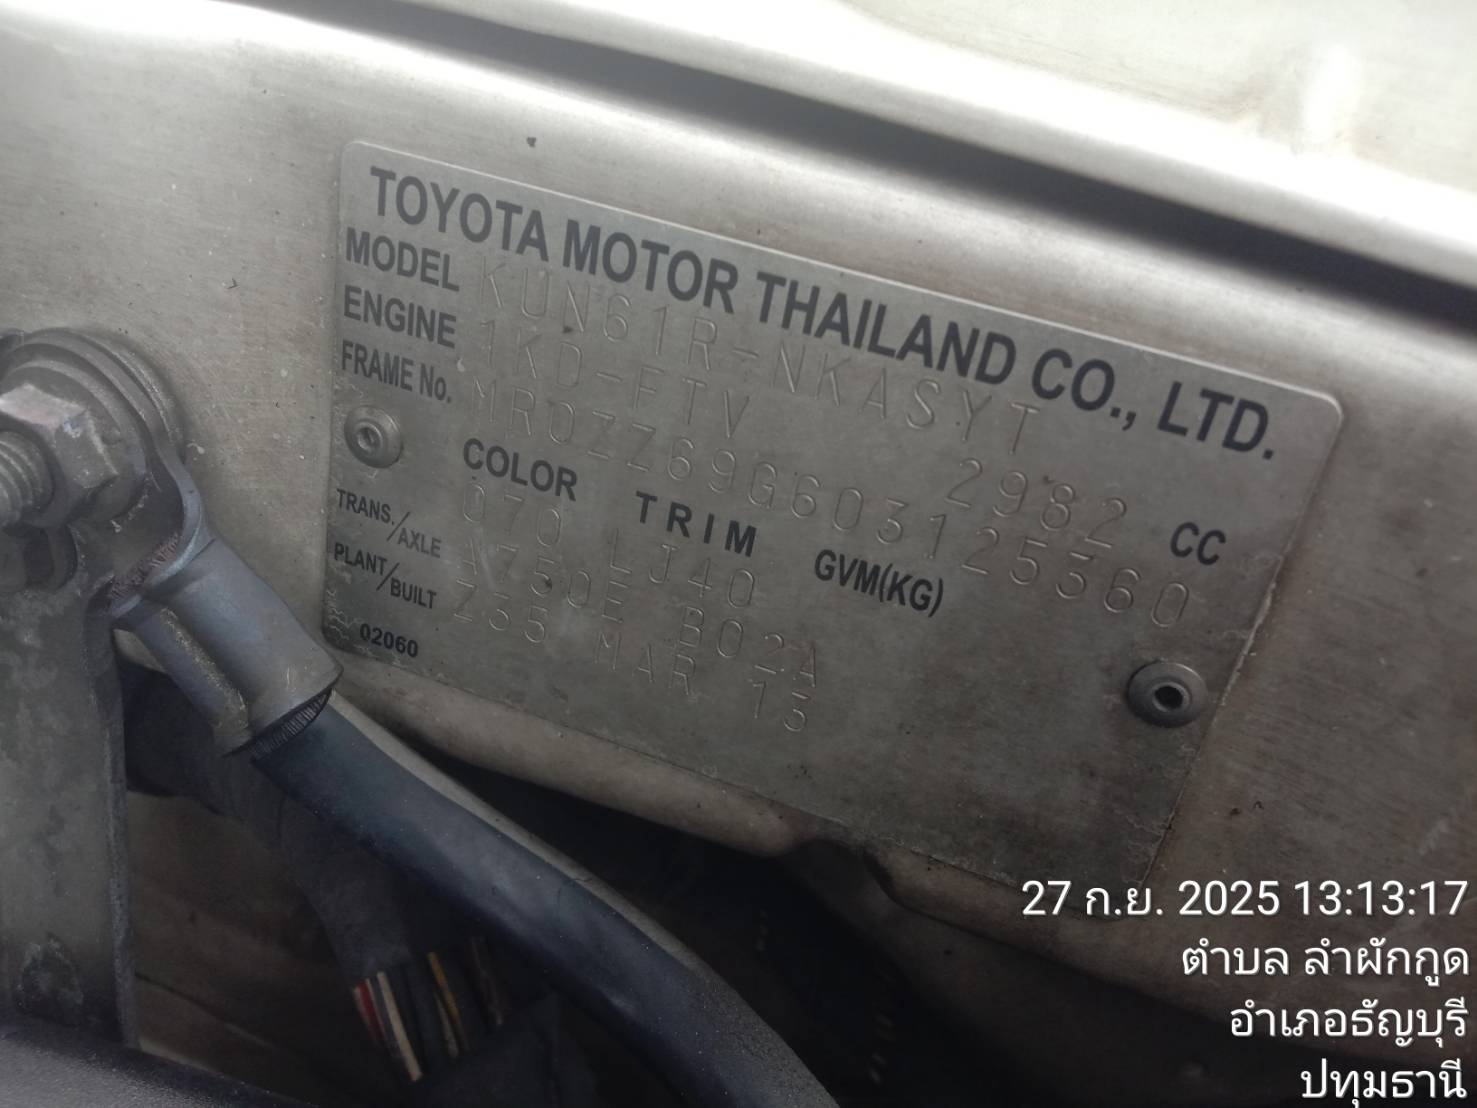 TOYOTA MOTOR THAILAND CO., LTD.
MODEL KUN61R-NKASYT
ENGINE 1KD-FTV 2982 CC
FRAME No. MR0ZZ69G603125360
COLOR TRIM GVM(KG)
070 LJ40
TRANS./AXLE A750E B02A
PLANT/BUILT Z35 MAR 13
02060
27 ก.ย. 2025 13:13:17
ตำบล ลำผักกูด
อำเภอธัญบุรี
ปทุมธานี